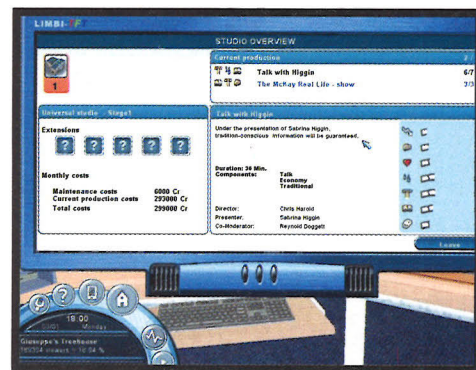 LIMBI-
STUDIO OVERVIEW
Current production
Talk with Higgin 6/7
The McKay Real Life - show
1
Universal studio - Stage1
Extensions
? ? ? ? ?
Monthly costs
Maintenance costs 6000 Cr
Current production costs 293000 Cr
Total costs 299000 Cr
Talk with Higgin
Under the presentation of Sabrina Higgin,
tradition-conscious information will be guaranteed.
Duration: 30 Min.
Components: Talk
Economy
Traditional
Director: Chris Harold
Presenter: Sabrina Higgin
Co-Moderator: Reynold Doggett
Leave
?
18:00
Monday
Giuseppe's Treehouse